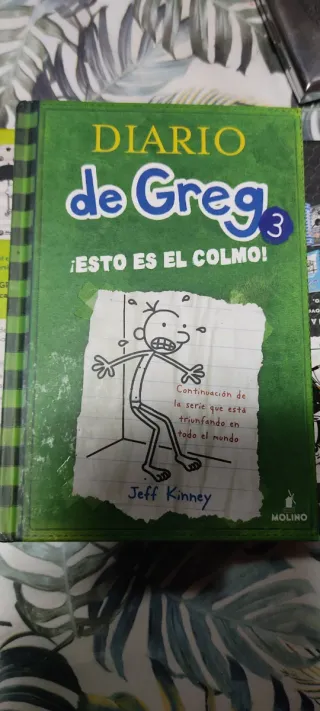 DIARIO
de Greg 3
¡ESTO ES EL COLMO!
Continuación de
la serie que está
triunfando en
todo el mundo
Jeff Kinney
MOLINO